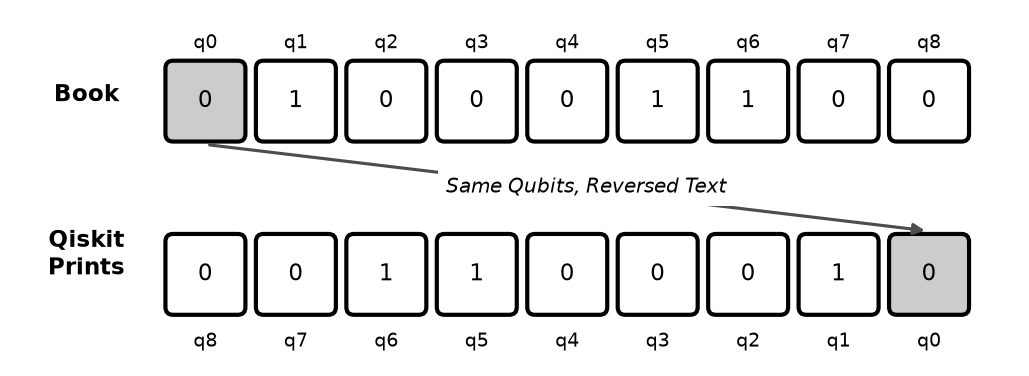 q0 q1 q2 q3 q4 q5 q6 q7 q8
Book 0 1 0 0 0 1 1 0 0
Same Qubits, Reversed Text
Qiskit
Prints
0 0 1 1 0 0 0 1 0
q8 q7 q6 q5 q4 q3 q2 q1 q0